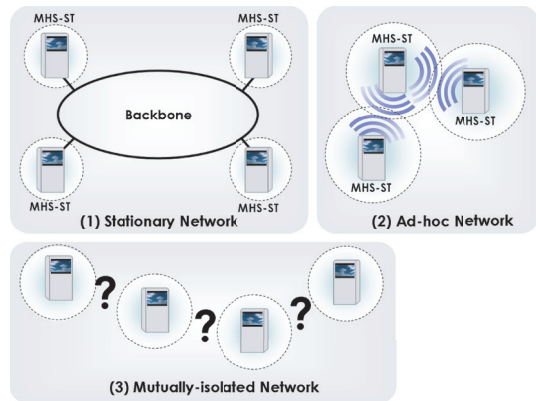 MHS-ST
MHS-ST
Backbone
MHS-ST
MHS-ST
(1) Stationary Network
MHS-ST
MHS-ST
MHS-ST
(2) Ad-hoc Network
?
?
?
(3) Mutually-isolated Network